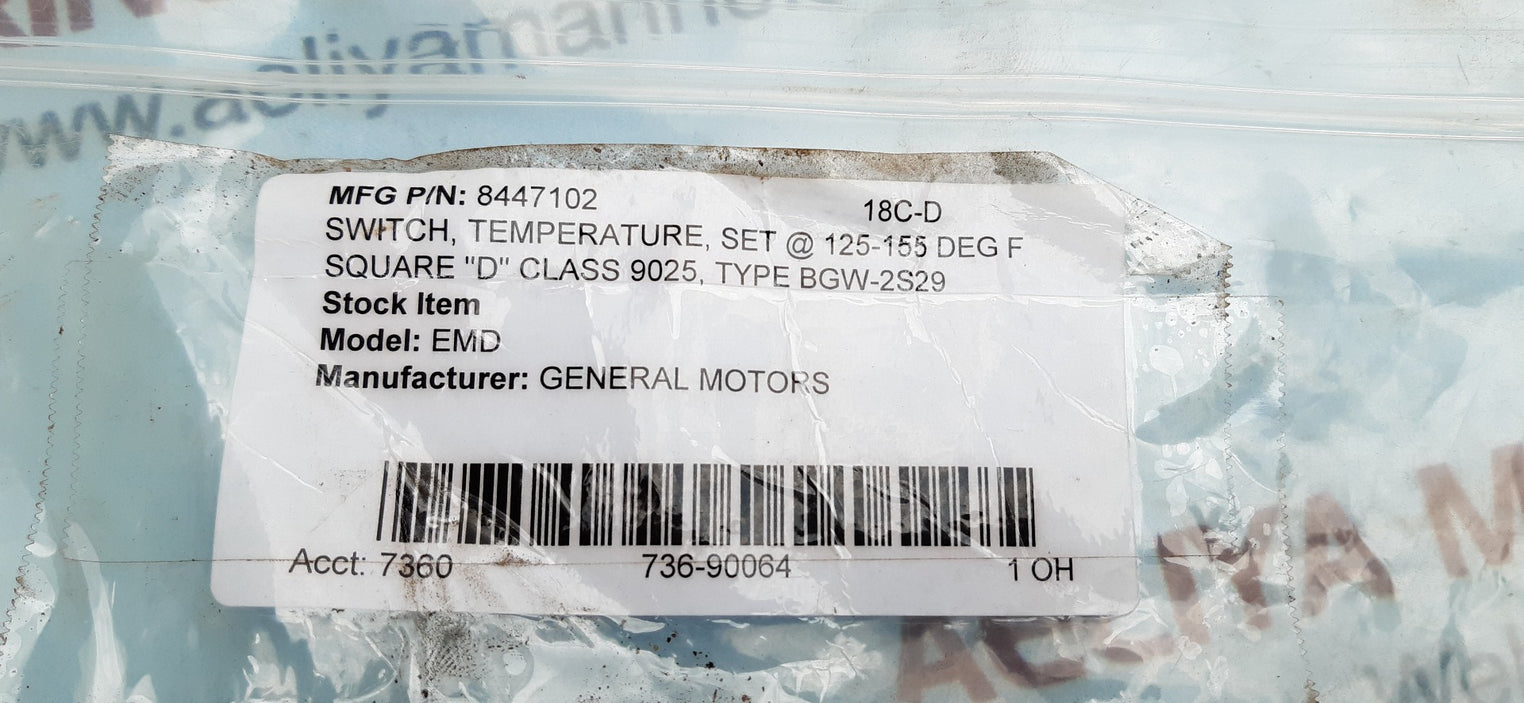 www.aeliyamarine
MFG P/N: 8447102 18C-D
SWITCH, TEMPERATURE, SET @ 125-155 DEG F
SQUARE "D" CLASS 9025, TYPE BGW-2S29
Stock Item
Model: EMD
Manufacturer: GENERAL MOTORS
Acct: 7360 736-90064 1 OH
AELIYA M